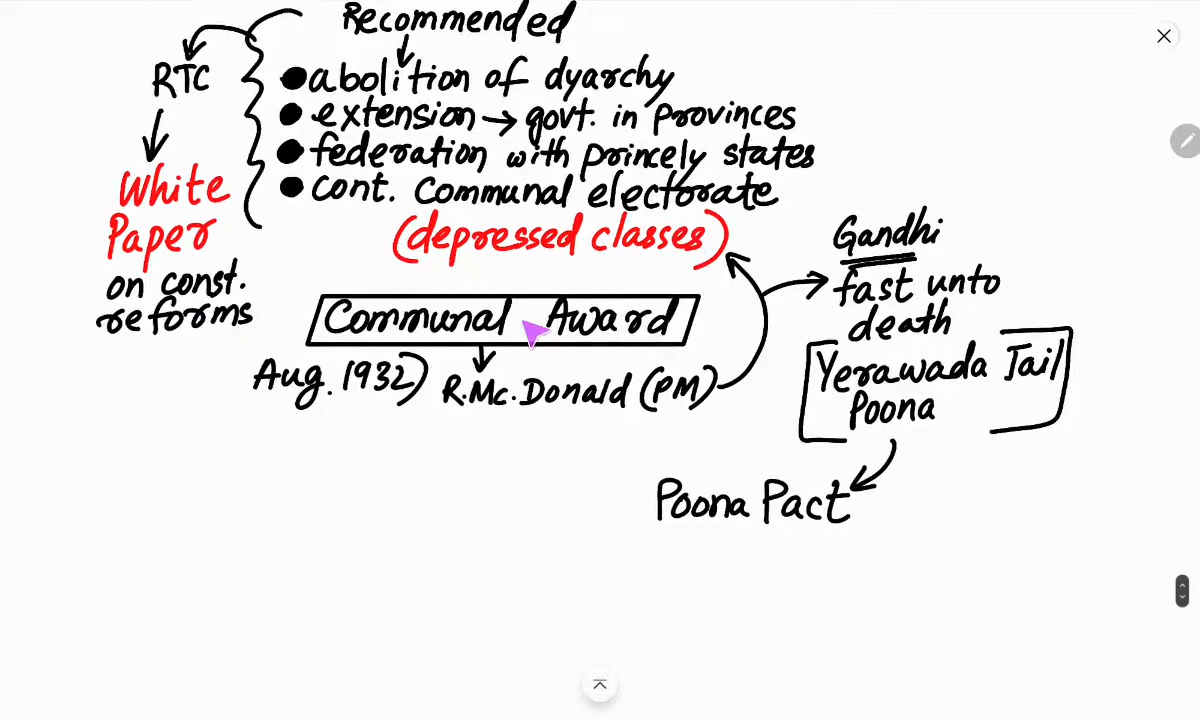 Recommended
RTC
• abolition of dyarchy
• extension → govt. in Provinces
• federation with princely states
• cont. Communal electorate
(depressed classes)
White
Paper
on const.
reforms
Communal Award
Aug. 1932)
R.Mc.Donald (PM)
Gandhi
fast unto
death
Yerawada Jail
Poona
Poona Pact